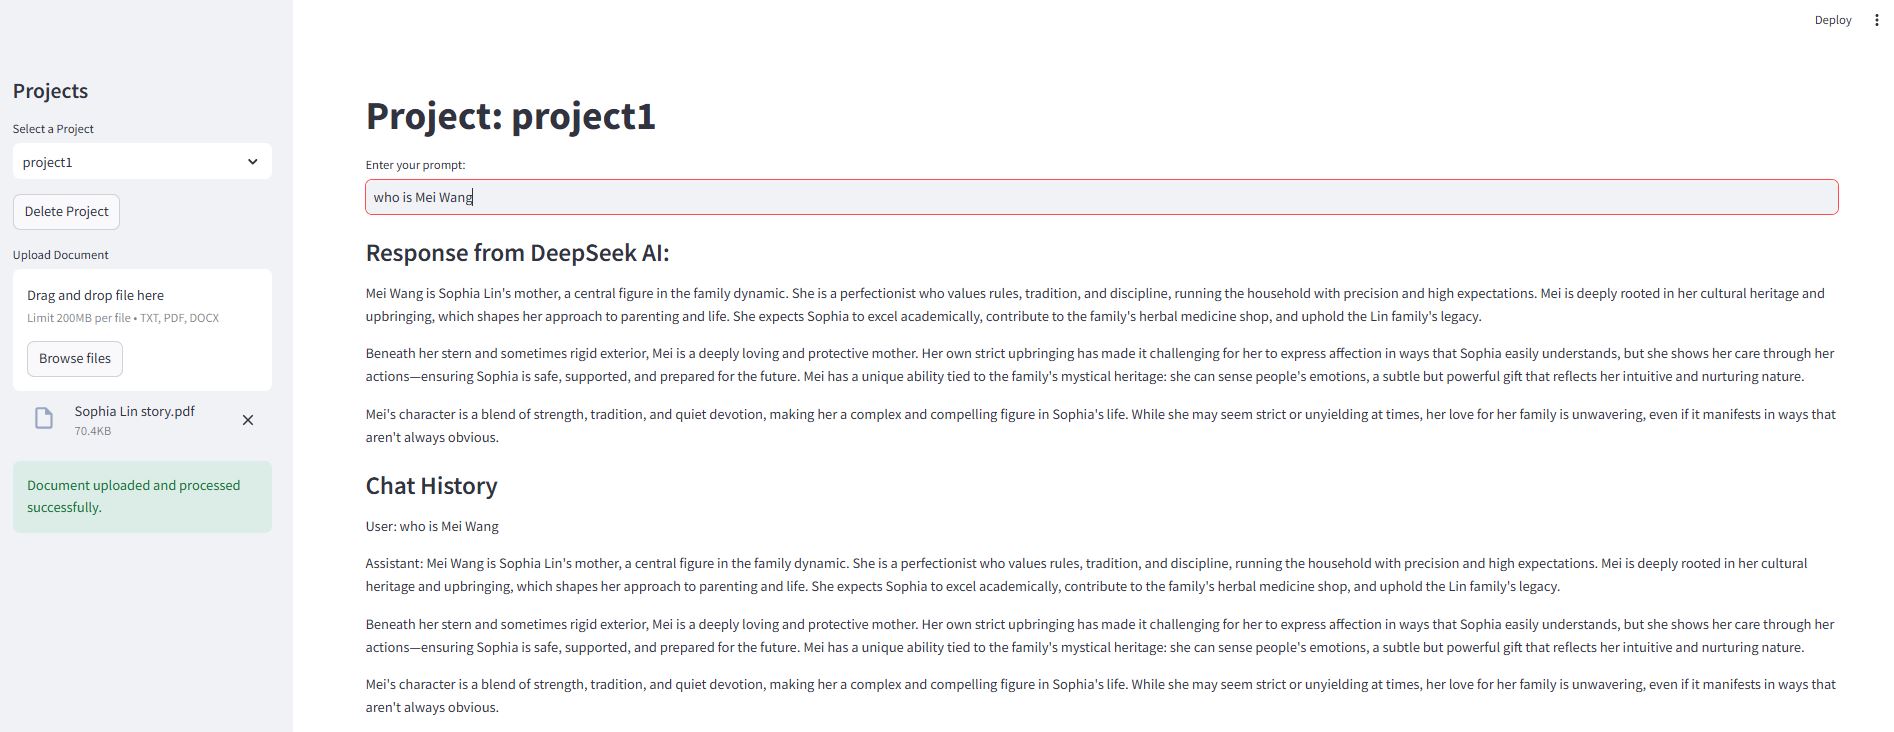 Deploy
Projects
Select a Project
project1
Delete Project
Upload Document
Drag and drop file here
Limit 200MB per file • TXT, PDF, DOCX
Browse files
Sophia Lin story.pdf
70.4KB
Document uploaded and processed
successfully.
Project: project1
Enter your prompt:
who is Mei Wang
Response from DeepSeek AI:
Mei Wang is Sophia Lin's mother, a central figure in the family dynamic. She is a perfectionist who values rules, tradition, and discipline, running the household with precision and high expectations. Mei is deeply rooted in her cultural heritage and
upbringing, which shapes her approach to parenting and life. She expects Sophia to excel academically, contribute to the family's herbal medicine shop, and uphold the Lin family's legacy.
Beneath her stern and sometimes rigid exterior, Mei is a deeply loving and protective mother. Her own strict upbringing has made it challenging for her to express affection in ways that Sophia easily understands, but she shows her care through her
actions—ensuring Sophia is safe, supported, and prepared for the future. Mei has a unique ability tied to the family's mystical heritage: she can sense people's emotions, a subtle but powerful gift that reflects her intuitive and nurturing nature.
Mei's character is a blend of strength, tradition, and quiet devotion, making her a complex and compelling figure in Sophia's life. While she may seem strict or unyielding at times, her love for her family is unwavering, even if it manifests in ways that
aren't always obvious.
Chat History
User: who is Mei Wang
Assistant: Mei Wang is Sophia Lin's mother, a central figure in the family dynamic. She is a perfectionist who values rules, tradition, and discipline, running the household with precision and high expectations. Mei is deeply rooted in her cultural
heritage and upbringing, which shapes her approach to parenting and life. She expects Sophia to excel academically, contribute to the family's herbal medicine shop, and uphold the Lin family's legacy.
Beneath her stern and sometimes rigid exterior, Mei is a deeply loving and protective mother. Her own strict upbringing has made it challenging for her to express affection in ways that Sophia easily understands, but she shows her care through her
actions—ensuring Sophia is safe, supported, and prepared for the future. Mei has a unique ability tied to the family's mystical heritage: she can sense people's emotions, a subtle but powerful gift that reflects her intuitive and nurturing nature.
Mei's character is a blend of strength, tradition, and quiet devotion, making her a complex and compelling figure in Sophia's life. While she may seem strict or unyielding at times, her love for her family is unwavering, even if it manifests in ways that
aren't always obvious.